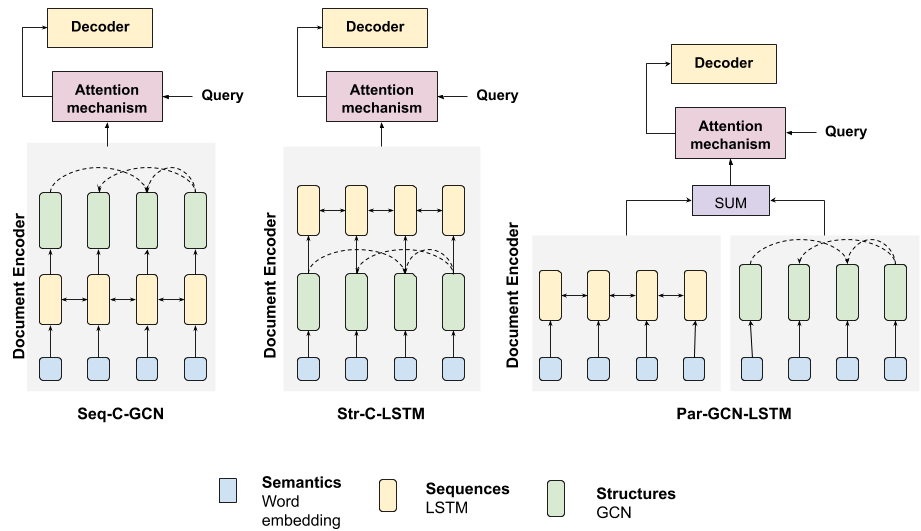 Decoder
Attention
mechanism
Query
Document Encoder
Seq-C-GCN
Decoder
Attention
mechanism
Query
Document Encoder
Str-C-LSTM
Decoder
Attention
mechanism
Query
SUM
Document Encoder
Par-GCN-LSTM
Semantics
Word
embedding
Sequences
LSTM
Structures
GCN